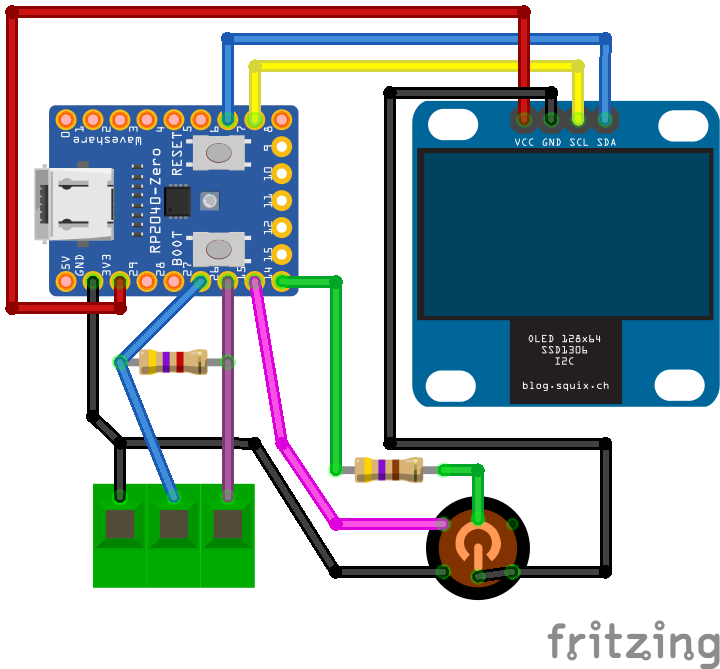 0 1 2 3 4 5 6 7 8
Waveshare
RESET
9
10
11
12
13
RP2040-Zero
BOOT
5V GND 3V3 29 28 27 26 15 14
VCC GND SCL SDA
OLED 128x64
SSD1306
I2C
blog.squix.ch
fritzing